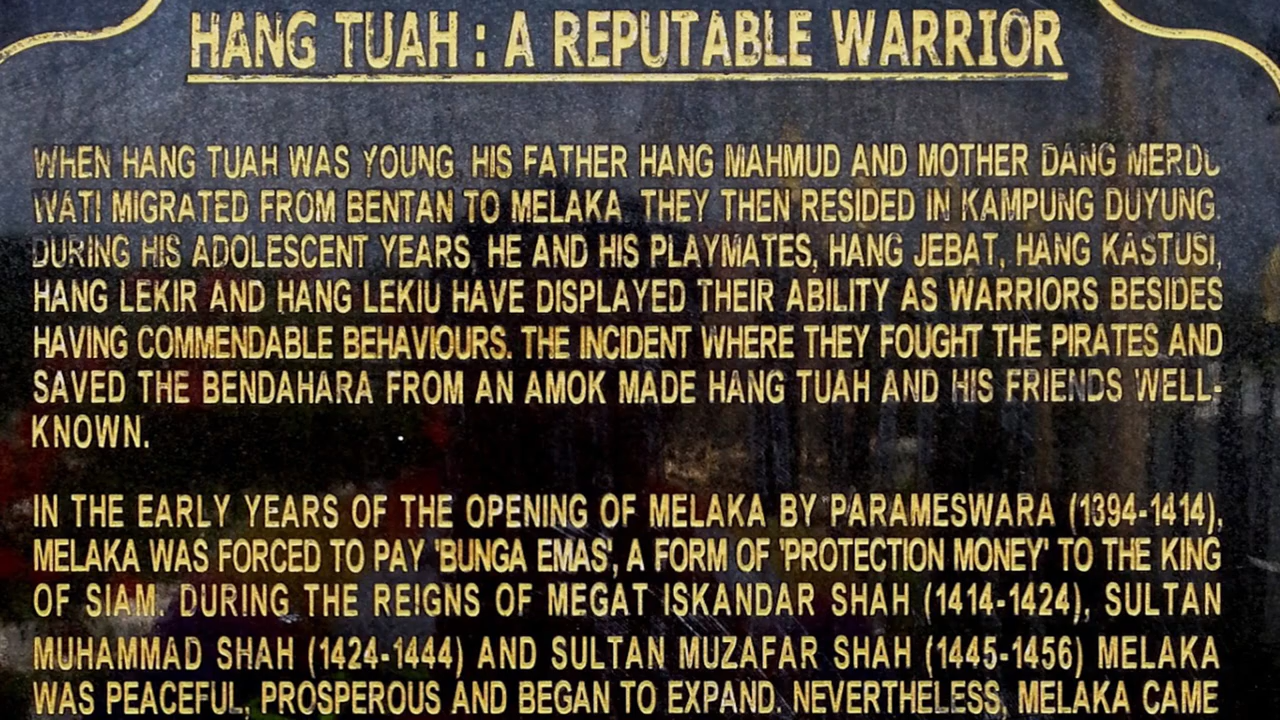 HANG TUAH : A REPUTABLE WARRIOR
WHEN HANG TUAH WAS YOUNG, HIS FATHER HANG MAHMUD AND MOTHER DANG MERDU
WATI MIGRATED FROM BENTAN TO MELAKA. THEY THEN RESIDED IN KAMPUNG DUYUNG.
DURING HIS ADOLESCENT YEARS, HE AND HIS PLAYMATES, HANG JEBAT, HANG KASTUSI,
HANG LEKIR AND HANG LEKIU HAVE DISPLAYED THEIR ABILITY AS WARRIORS BESIDES
HAVING COMMENDABLE BEHAVIOURS. THE INCIDENT WHERE THEY FOUGHT THE PIRATES AND
SAVED THE BENDAHARA FROM AN AMOK MADE HANG TUAH AND HIS FRIENDS WELL-
KNOWN.
IN THE EARLY YEARS OF THE OPENING OF MELAKA BY PARAMESWARA (1394-1414),
MELAKA WAS FORCED TO PAY 'BUNGA EMAS', A FORM OF 'PROTECTION MONEY' TO THE KING
OF SIAM. DURING THE REIGNS OF MEGAT ISKANDAR SHAH (1414-1424), SULTAN
MUHAMMAD SHAH (1424-1444) AND SULTAN MUZAFAR SHAH (1445-1456) MELAKA
WAS PEACEFUL, PROSPEROUS AND BEGAN TO EXPAND. NEVERTHELESS, MELAKA CAME